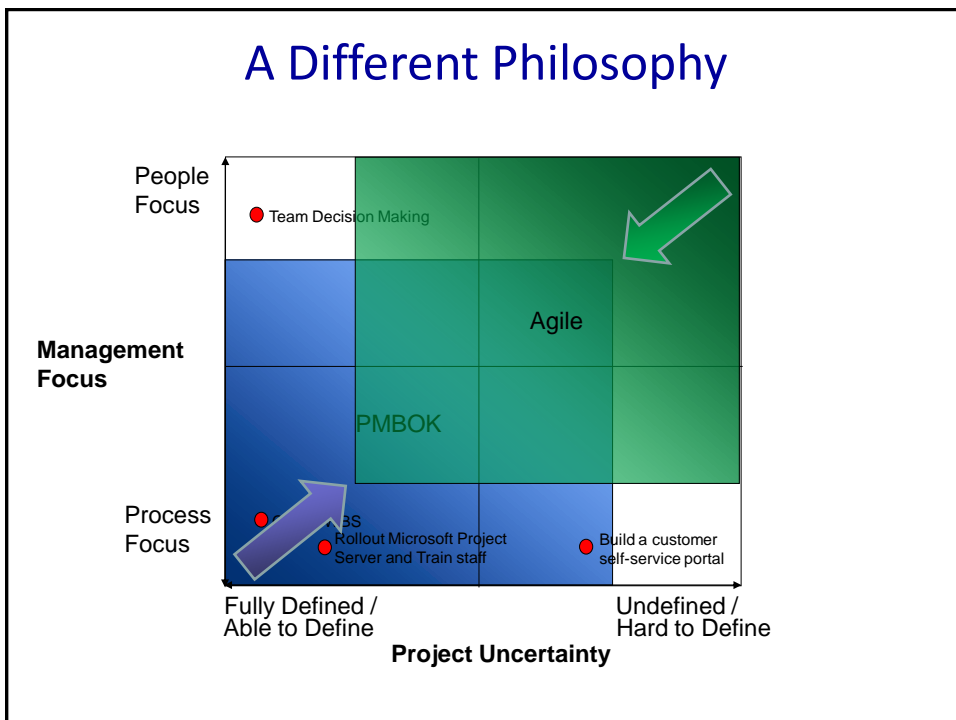 A Different Philosophy
People
Focus
Team Decision Making
Agile
Management
Focus
PMBOK
Process
Focus
BS
Rollout Microsoft Project
Server and Train staff
Build a customer
self-service portal
Fully Defined /
Able to Define
Undefined /
Hard to Define
Project Uncertainty